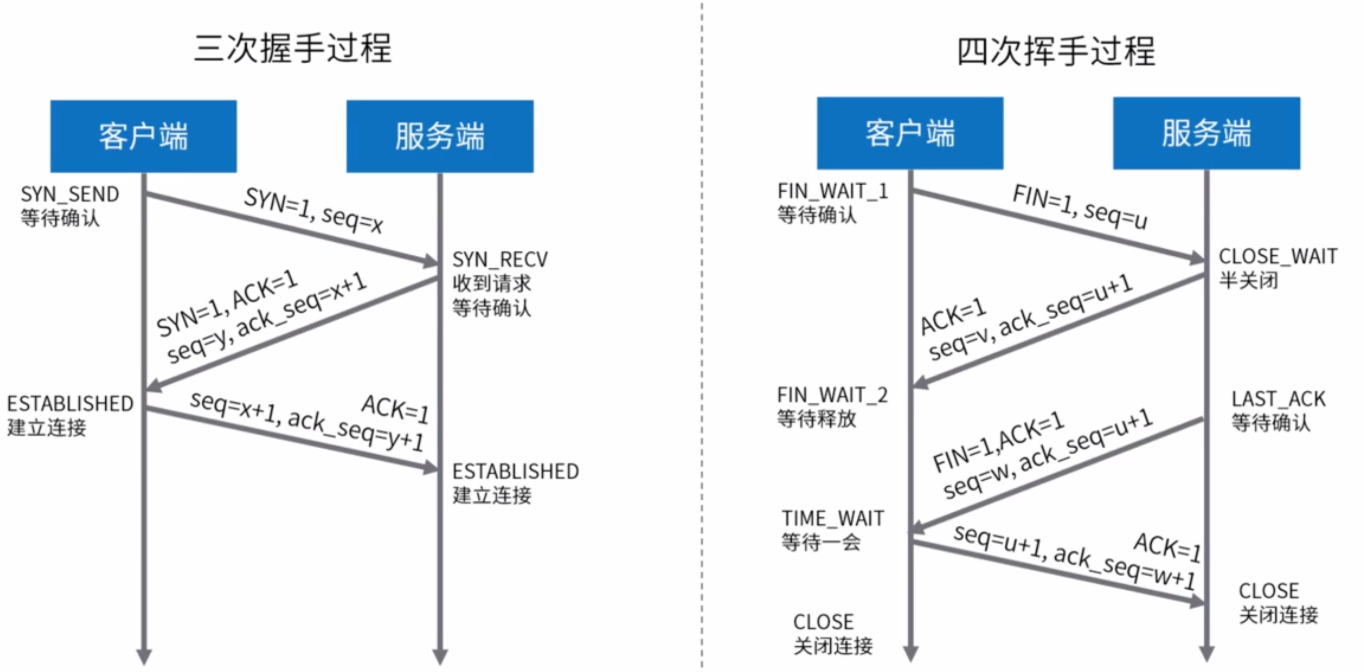 三次握手过程
客户端
服务端
SYN_SEND
等待确认
SYN=1, seq=x
SYN_RECV
收到请求
等待确认
SYN=1, ACK=1
seq=y, ack_seq=x+1
ESTABLISHED
建立连接
ACK=1
seq=x+1, ack_seq=y+1
ESTABLISHED
建立连接
四次挥手过程
客户端
服务端
FIN_WAIT_1
等待确认
FIN=1, seq=u
CLOSE_WAIT
半关闭
ACK=1
seq=v, ack_seq=u+1
FIN_WAIT_2
等待释放
LAST_ACK
等待确认
FIN=1,ACK=1
seq=w, ack_seq=u+1
TIME_WAIT
等待一会
ACK=1
seq=u+1, ack_seq=w+1
CLOSE
关闭连接
CLOSE
关闭连接